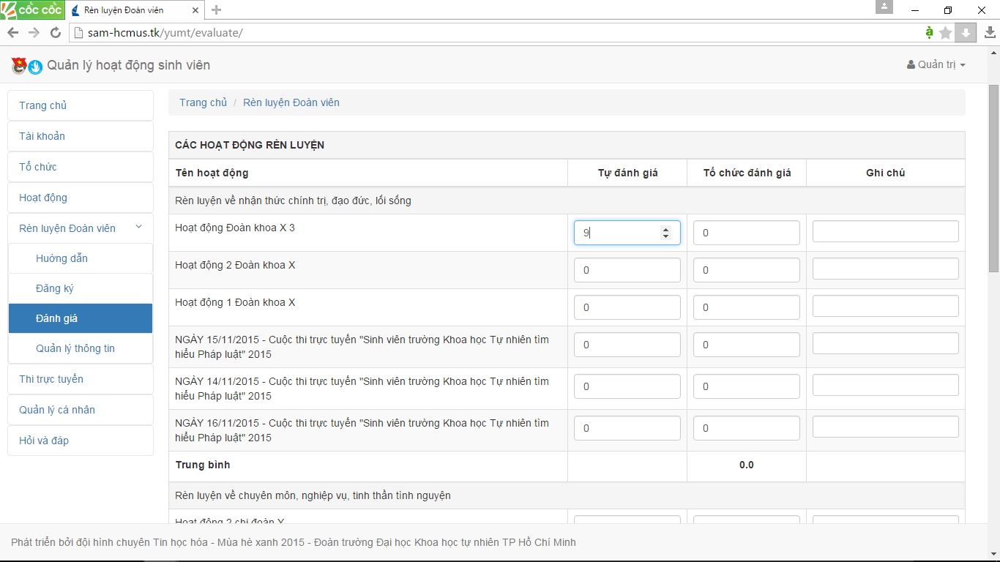 CỐC CỐC
Rèn luyện Đoàn viên
sam-hcmus.tk/yumt/evaluate/
Quản lý hoạt động sinh viên
Quản trị
Trang chủ
Tài khoản
Tổ chức
Hoạt động
Rèn luyện Đoàn viên
Hướng dẫn
Đăng ký
Đánh giá
Quản lý thông tin
Thi trực tuyến
Quản lý cá nhân
Hỏi và đáp
Trang chủ / Rèn luyện Đoàn viên
CÁC HOẠT ĐỘNG RÈN LUYỆN
Tên hoạt động Tự đánh giá Tổ chức đánh giá Ghi chú
Rèn luyện về nhận thức chính trị, đạo đức, lối sống
Hoạt động Đoàn khoa X 3 9 0
Hoạt động 2 Đoàn khoa X 0 0
Hoạt động 1 Đoàn khoa X 0 0
NGÀY 15/11/2015 - Cuộc thi trực tuyến "Sinh viên trường Khoa học Tự nhiên tìm 0 0
hiểu Pháp luật" 2015
NGÀY 14/11/2015 - Cuộc thi trực tuyến "Sinh viên trường Khoa học Tự nhiên tìm 0 0
hiểu Pháp luật" 2015
NGÀY 16/11/2015 - Cuộc thi trực tuyến "Sinh viên trường Khoa học Tự nhiên tìm 0 0
hiểu Pháp luật" 2015
Trung bình 0.0
Rèn luyện về chuyên môn, nghiệp vụ, tinh thần tình nguyện
Hoạt động 2 chi đoàn Y
Phát triển bởi đội hình chuyên Tin học hóa - Mùa hè xanh 2015 - Đoàn trường Đại học Khoa học tự nhiên TP Hồ Chí Minh